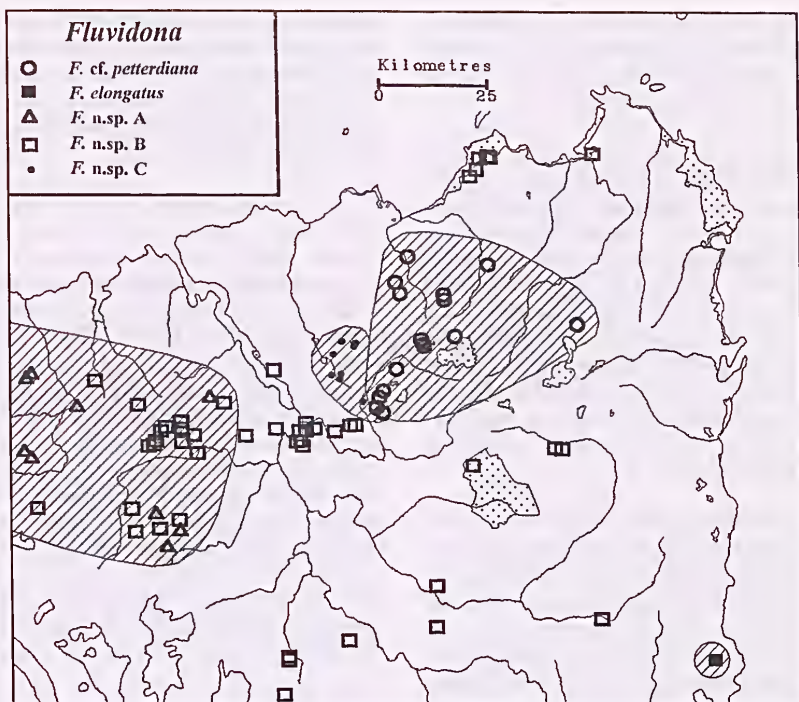 Fluvidona
F. cf. petterdiana
F. elongatus
F. n.sp. A
F. n.sp. B
F. n.sp. C
Kilometres
0 25